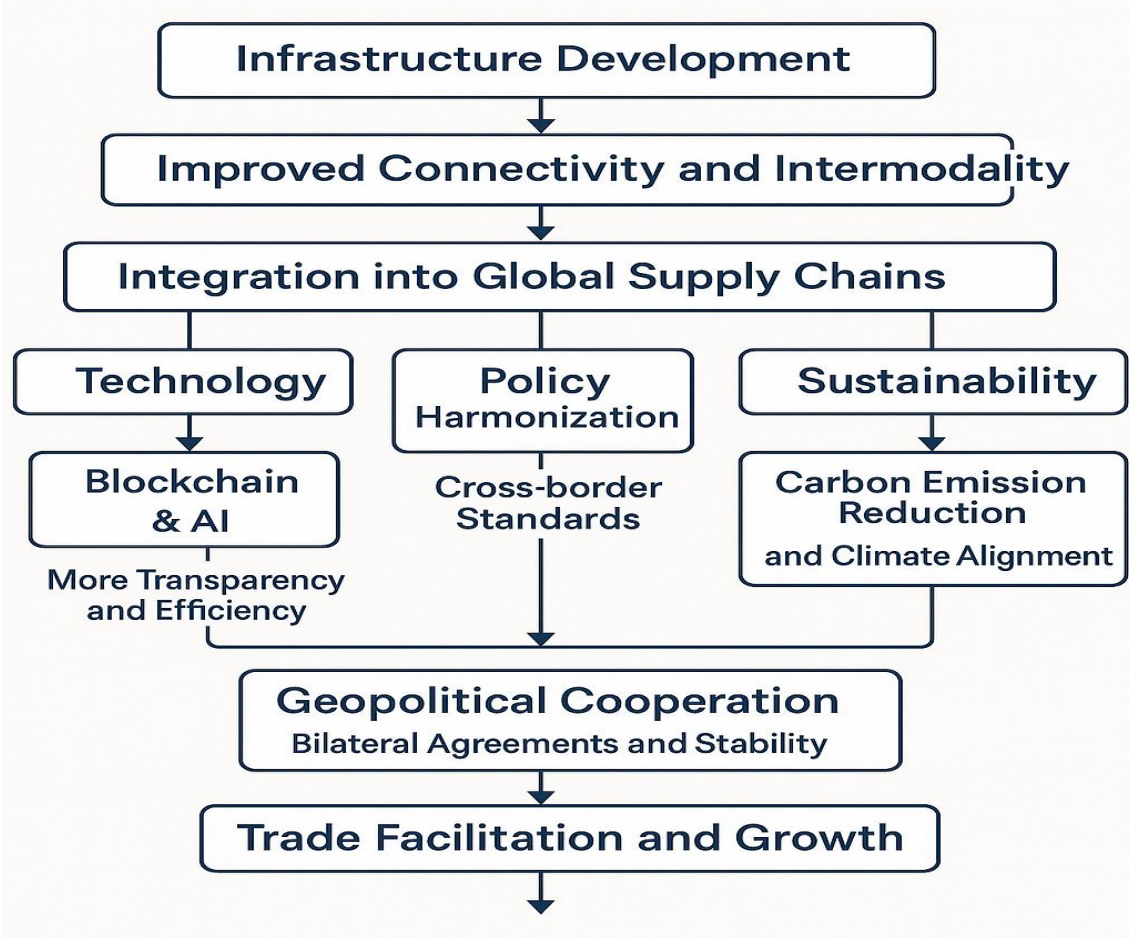 Infrastructure Development
Improved Connectivity and Intermodality
Integration into Global Supply Chains
Technology
Policy
Harmonization
Sustainability
Blockchain
& AI
Cross-border
Standards
Carbon Emission
Reduction
and Climate Alignment
More Transparency
and Efficiency
Geopolitical Cooperation
Bilateral Agreements and Stability
Trade Facilitation and Growth